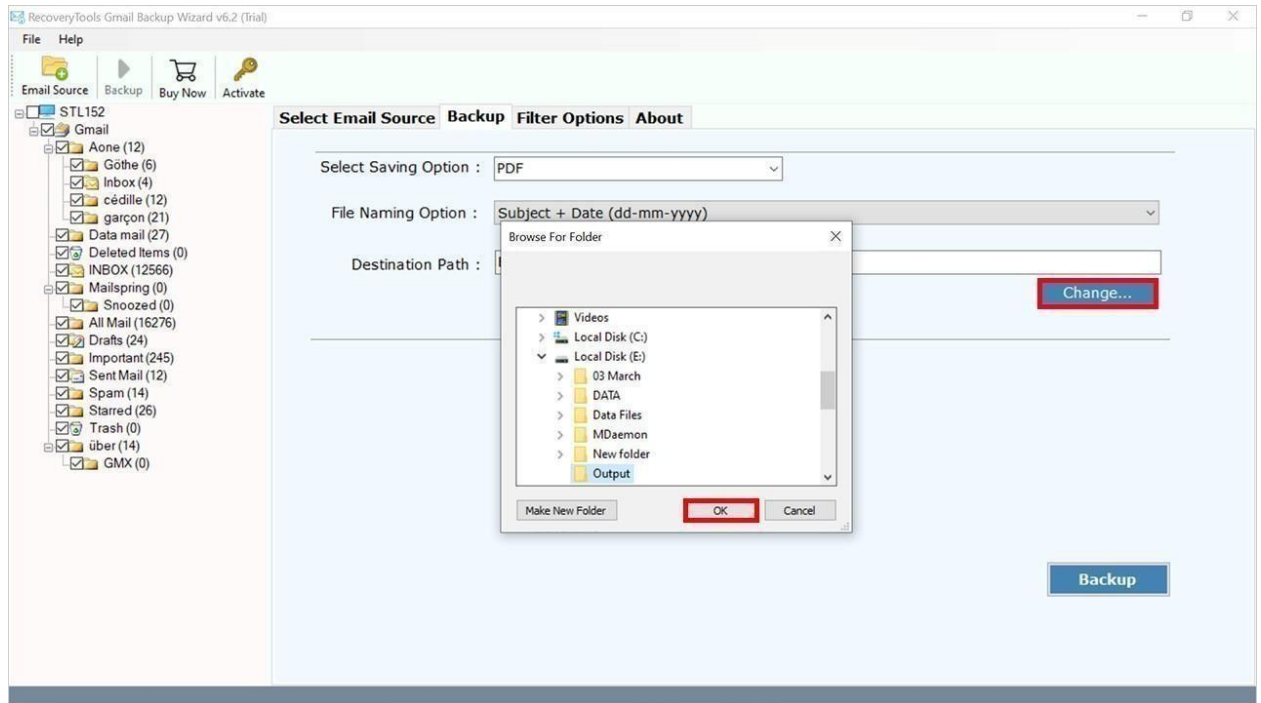 RecoveryTools Gmail Backup Wizard v6.2 (Trial)
File Help
Email Source Backup Buy Now Activate
STL152
Gmail
Aone (12)
Göthe (6)
Inbox (4)
cédille (12)
garçon (21)
Data mail (27)
Deleted Items (0)
INBOX (12566)
Mailspring (0)
Snoozed (0)
All Mail (16276)
Drafts (24)
Important (245)
Sent Mail (12)
Spam (14)
Starred (26)
Trash (0)
über (14)
GMX (0)
Select Email Source Backup Filter Options About
Select Saving Option : PDF
File Naming Option : Subject + Date (dd-mm-yyyy)
Destination Path :
Change...
Browse For Folder
Videos
Local Disk (C:)
Local Disk (E:)
03 March
DATA
Data Files
MDaemon
New folder
Output
Make New Folder OK Cancel
Backup